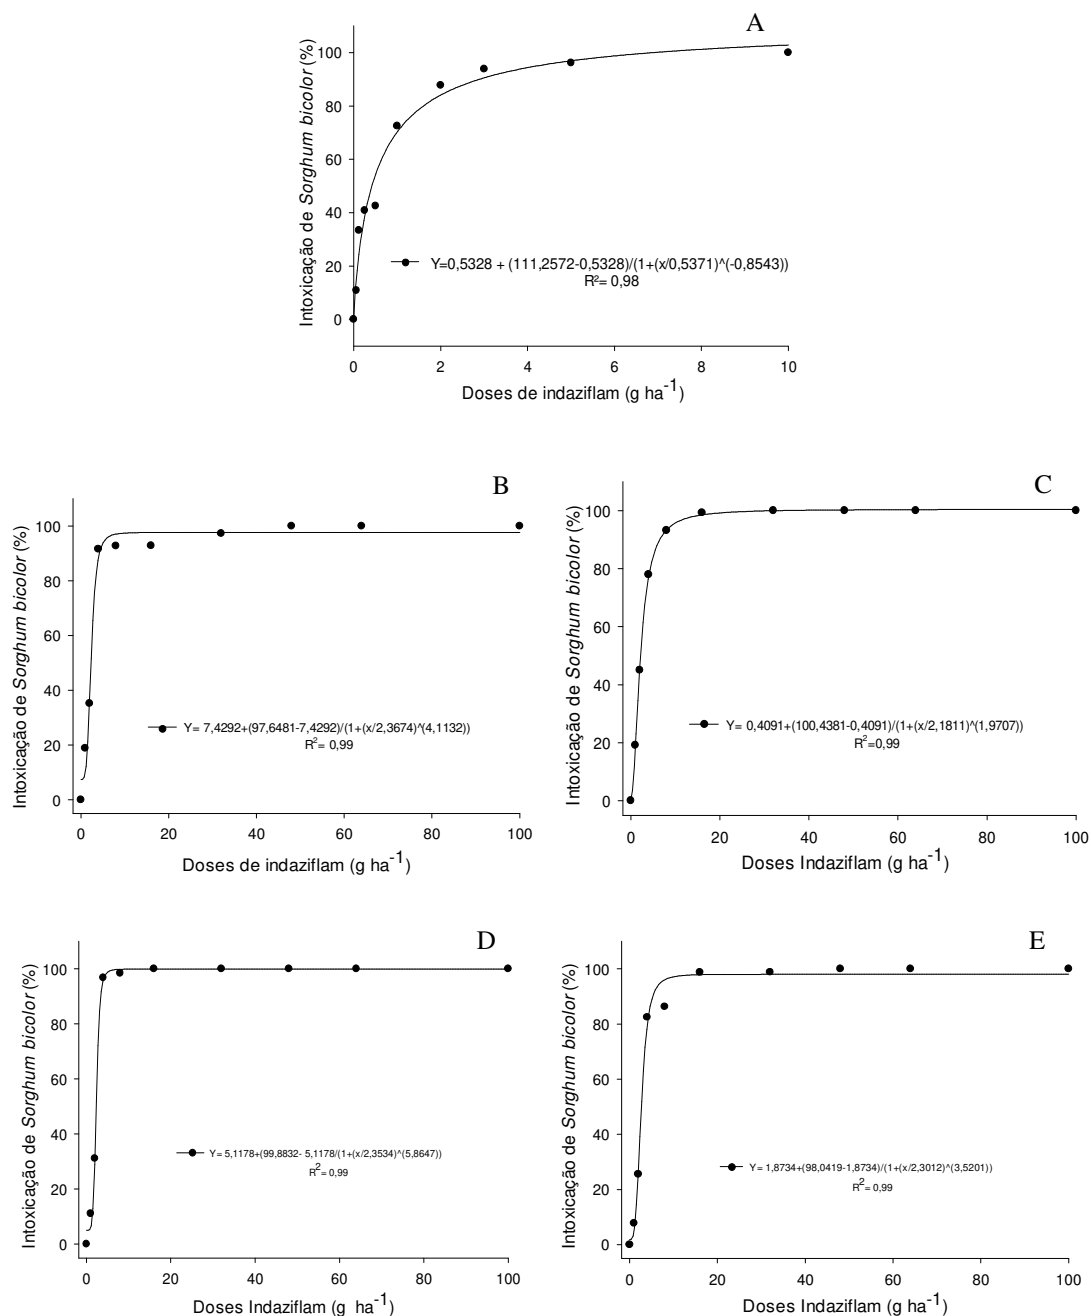 A
Intoxicação de Sorghum bicolor (%)
100
80
60
40
20
0
Y=0,5328 + (111,2572-0,5328)/(1+(x/0,5371)^(-0,8543))
R²= 0,98
0 2 4 6 8 10
Doses de indaziflam (g ha-1)
B
Intoxicação de Sorghum bicolor (%)
100
80
60
40
20
0
Y= 7,4292+(97,6481-7,4292)/(1+(x/2,3674)^(4,1132))
R2= 0,99
0 20 40 60 80 100
Doses de indaziflam (g ha-1)
C
Intoxicação de Sorghum bicolor (%)
100
80
60
40
20
0
Y= 0,4091+(100,4381-0,4091)/(1+(x/2,1811)^(1,9707))
R2=0,99
0 20 40 60 80 100
Doses Indaziflam (g ha-1)
D
Intoxicação de Sorghum bicolor (%)
100
80
60
40
20
0
Y= 5,1178+(99,8832- 5,1178/(1+(x/2,3534)^(5,8647))
R2= 0,99
0 20 40 60 80 100
Doses Indaziflam (g ha-1)
E
Intoxicação de Sorghum bicolor (%)
100
80
60
40
20
0
Y= 1,8734+(98,0419-1,8734)/(1+(x/2,3012)^(3,5201))
R2= 0,99
0 20 40 60 80 100
Doses Indaziflam (g ha-1)